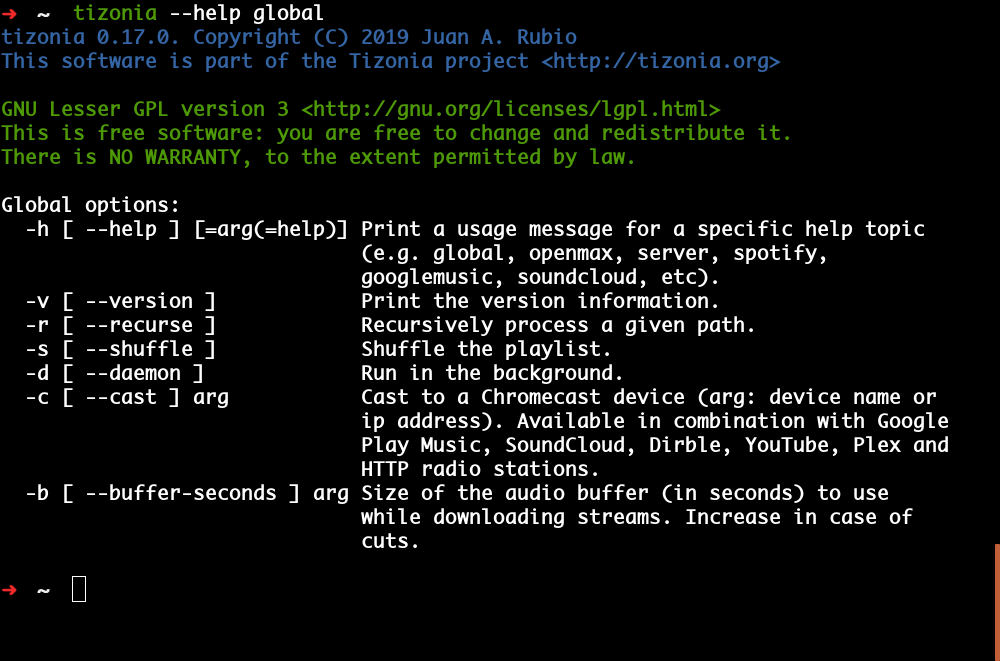 ➜ ~ tizonia --help global
tizonia 0.17.0. Copyright (C) 2019 Juan A. Rubio
This software is part of the Tizonia project <http://tizonia.org>
GNU Lesser GPL version 3 <http://gnu.org/licenses/lgpl.html>
This is free software: you are free to change and redistribute it.
There is NO WARRANTY, to the extent permitted by law.
Global options:
-h [ --help ] [=arg(=help)] Print a usage message for a specific help topic
(e.g. global, openmax, server, spotify,
googlemusic, soundcloud, etc).
-v [ --version ] Print the version information.
-r [ --recurse ] Recursively process a given path.
-s [ --shuffle ] Shuffle the playlist.
-d [ --daemon ] Run in the background.
-c [ --cast ] arg Cast to a Chromecast device (arg: device name or
ip address). Available in combination with Google
Play Music, SoundCloud, Dirble, YouTube, Plex and
HTTP radio stations.
-b [ --buffer-seconds ] arg Size of the audio buffer (in seconds) to use
while downloading streams. Increase in case of
cuts.
➜ ~